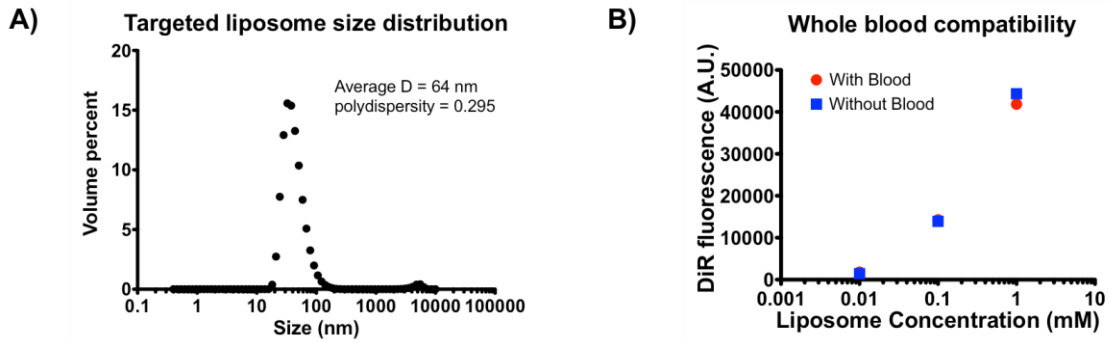 A)
Targeted liposome size distribution
Average D = 64 nm
polydispersity = 0.295
Volume percent
20
15
10
5
0
0.1 1 10 100 1000 10000 100000
Size (nm)
B)
Whole blood compatibility
With Blood
Without Blood
DiR fluorescence (A.U.)
50000
40000
30000
20000
10000
0
0.001 0.01 0.1 1 10
Liposome Concentration (mM)